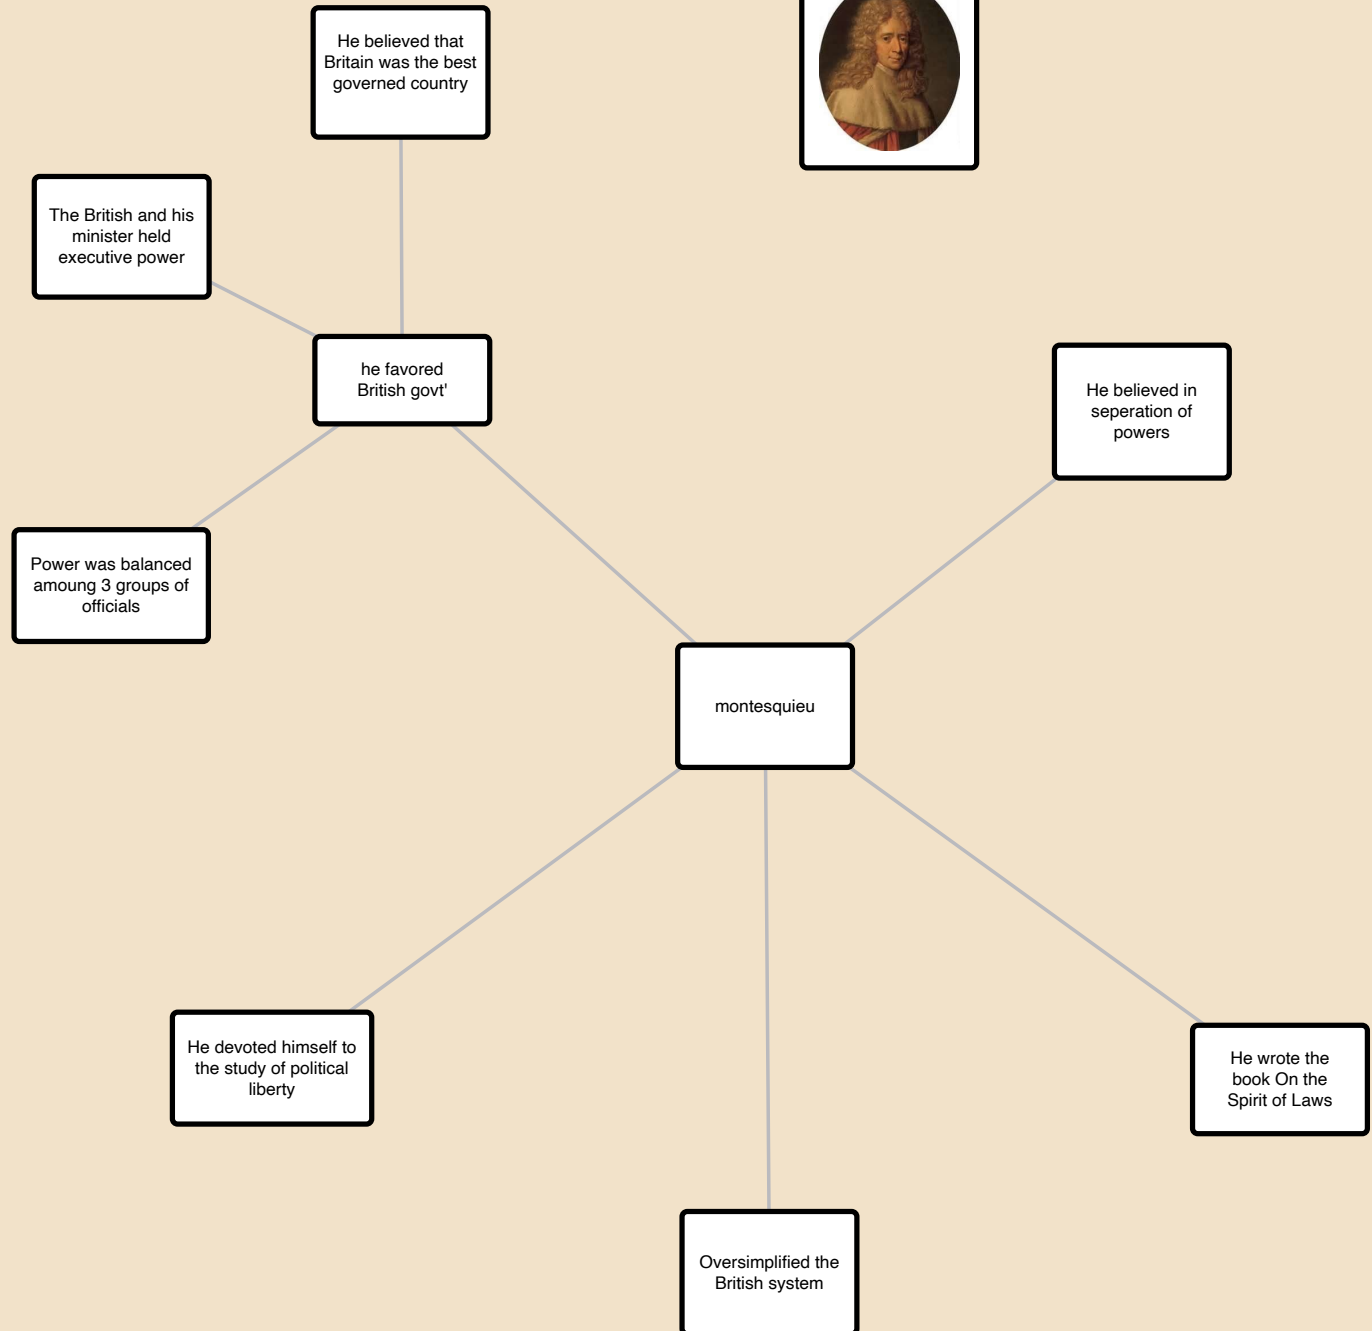 He believed that
Britain was the best
governed country
The British and his
minister held
executive power
he favored
British govt'
He believed in
seperation of
powers
Power was balanced
amoung 3 groups of
officials
montesquieu
He devoted himself to
the study of political
liberty
He wrote the
book On the
Spirit of Laws
Oversimplified the
British system